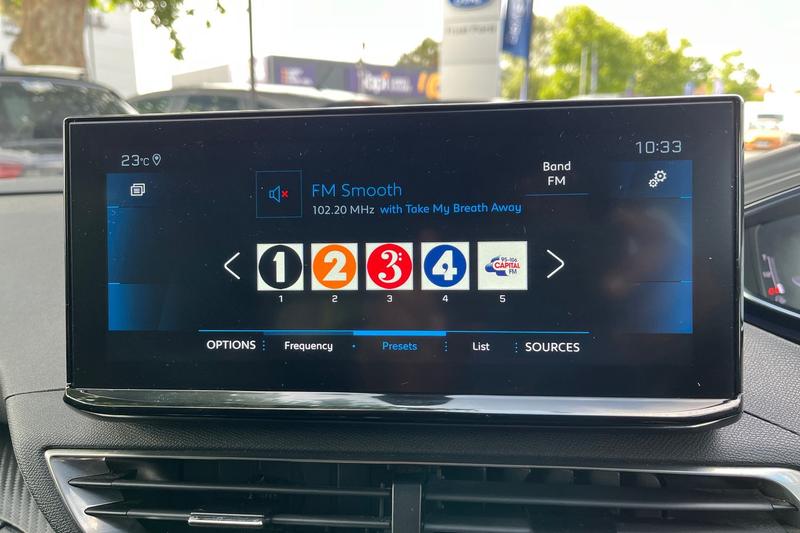 Ford
23°C
10:33
Band
FM
FM Smooth
102.20 MHz with Take My Breath Away
1 2 3 4 95-106 CAPITAL FM
1 2 3 4 5
OPTIONS Frequency Presets List SOURCES